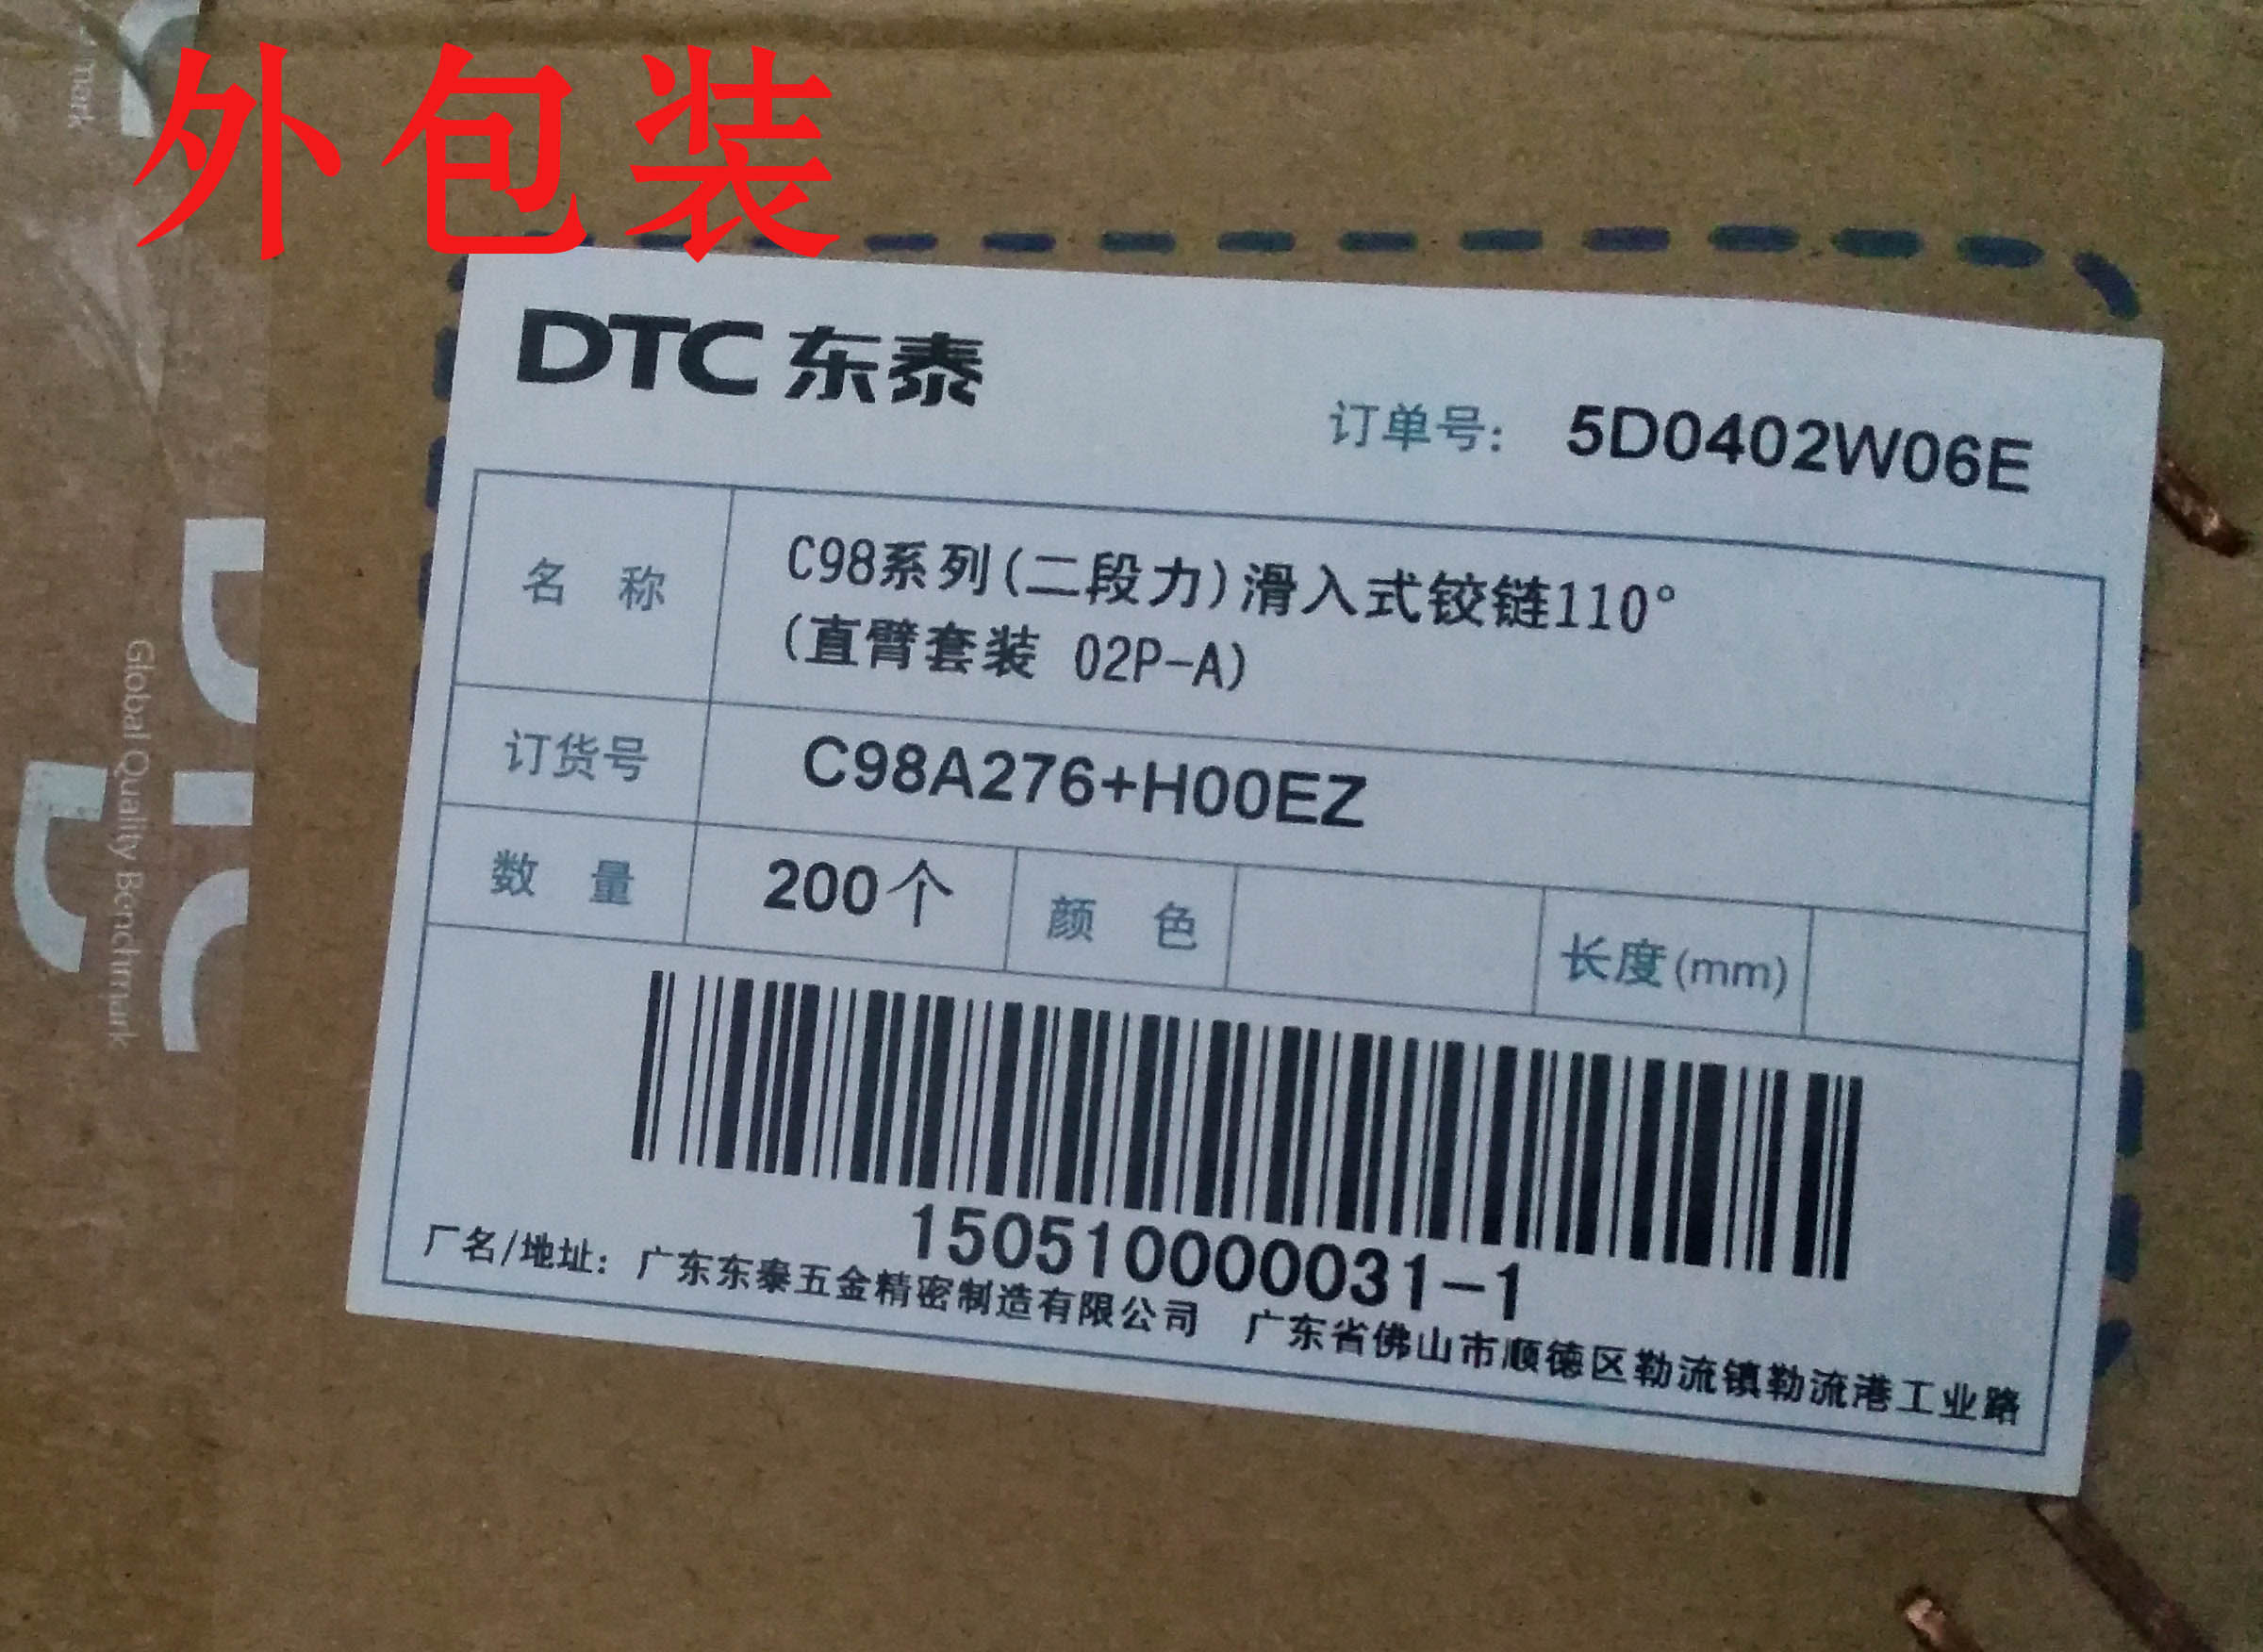 外包装
DTC 东泰
订单号: 5D0402W06E
名 称
C98系列(二段力)滑入式铰链110°
(直臂套装 02P-A)
订货号 C98A276+H00EZ
数 量 200个 颜 色 长度(mm)
150510000031-1
厂名/地址: 广东东泰五金精密制造有限公司 广东省佛山市顺德区勒流镇勒流港工业路
Global Quality Benchmark